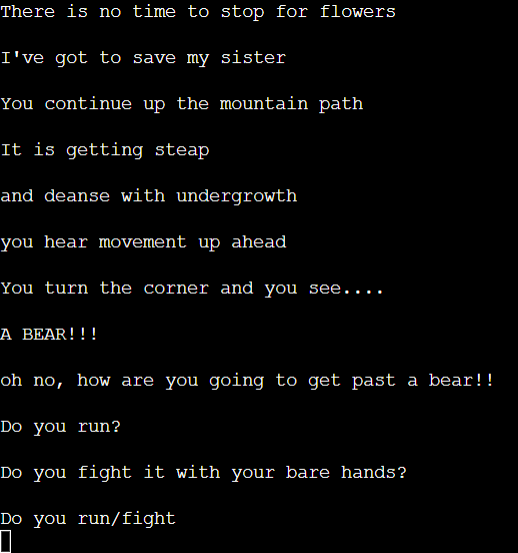 There is no time to stop for flowers
I've got to save my sister
You continue up the mountain path
It is getting steap
and deanse with undergrowth
you hear movement up ahead
You turn the corner and you see....
A BEAR!!!
oh no, how are you going to get past a bear!!
Do you run?
Do you fight it with your bare hands?
Do you run/fight